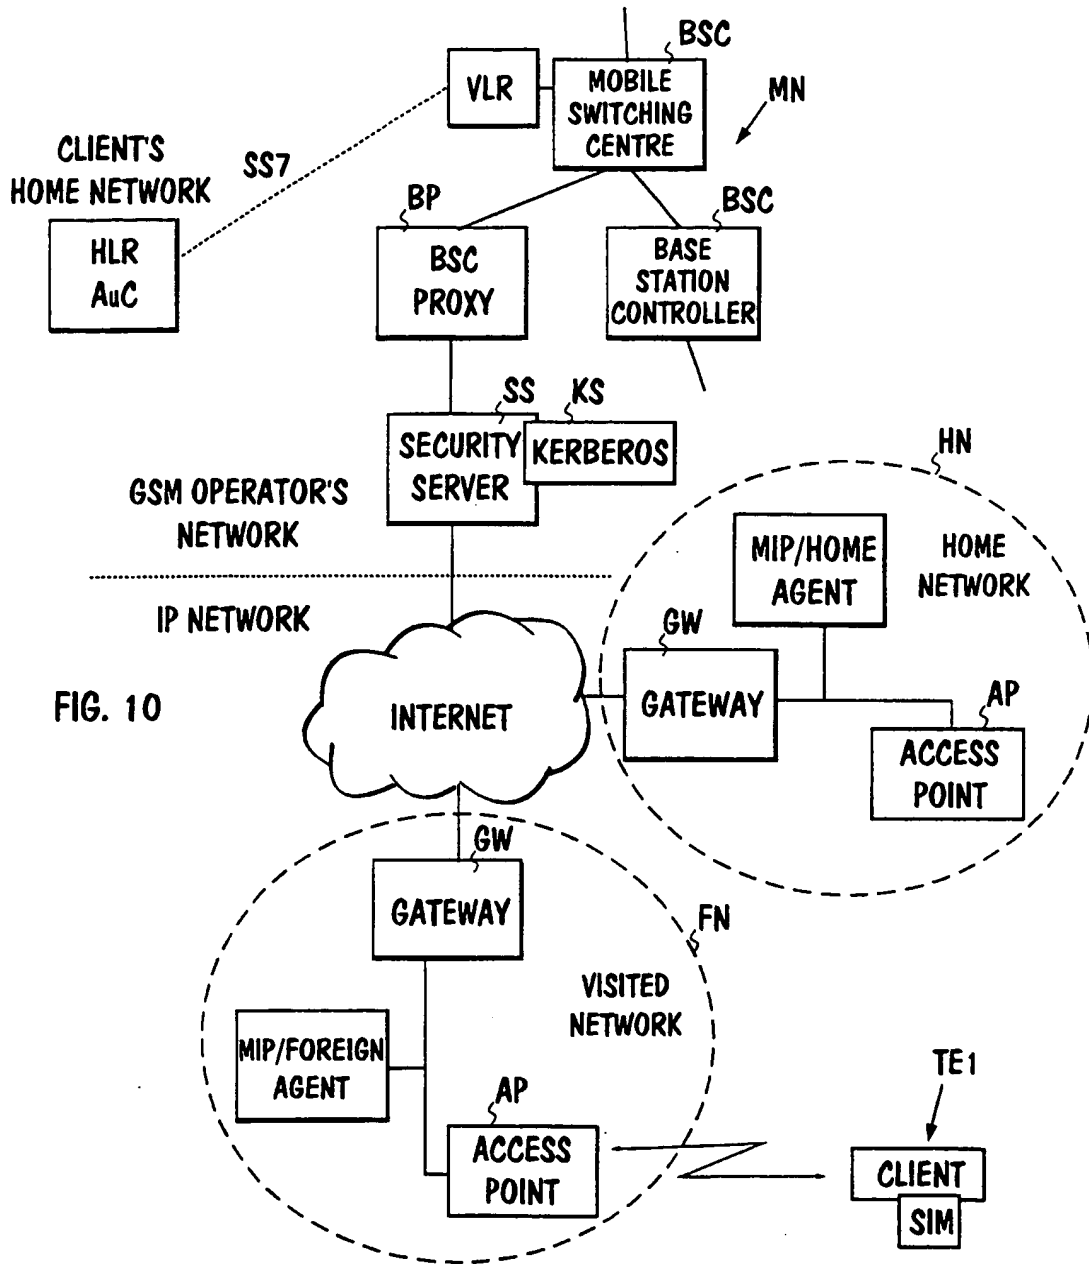 BSC
VLR
MOBILE
SWITCHING
CENTRE
MN
CLIENT'S
HOME NETWORK
SS7
HLR
AuC
BP
BSC
PROXY
BSC
BASE
STATION
CONTROLLER
SS
KS
SECURITY
SERVER
KERBEROS
GSM OPERATOR'S
NETWORK
IP NETWORK
HN
MIP/HOME
AGENT
HOME
NETWORK
GW
GATEWAY
AP
ACCESS
POINT
INTERNET
FIG. 10
GW
GATEWAY
FN
VISITED
NETWORK
MIP/FOREIGN
AGENT
AP
ACCESS
POINT
TE1
CLIENT
SIM